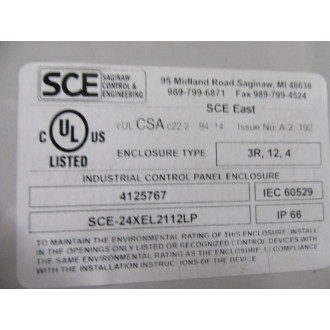 SCE SAGINAW CONTROL & ENGINEERING
95 Midland Road, Saginaw, MI 48638
989-799-6871 Fax 989-799-4524
SCE East
cUL CSA c22.2 94 14 Issue No. A-2, 192
C UL US
LISTED
ENCLOSURE TYPE 3R, 12, 4
INDUSTRIAL CONTROL PANEL ENCLOSURE
4125767 IEC 60529
SCE-24XEL2112LP IP 66
TO MAINTAIN THE ENVIRONMENTAL RATING OF THIS ENCLOSURE, INSTALL
IN THE OPENINGS ONLY LISTED OR RECOGNIZED CONTROL DEVICES WITH
THE SAME ENVIRONMENTAL RATING AS THE ENCLOSURE, IN COMPLIANCE
WITH THE INSTALLATION INSTRUCTIONS OF THE DEVICE.